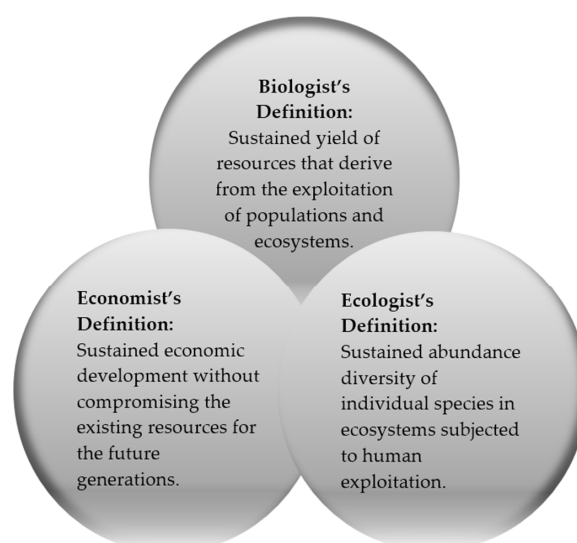 Biologist's
Definition:
Sustained yield of
resources that derive
from the exploitation
of populations and
ecosystems.
Economist's
Definition:
Sustained economic
development without
compromising the
existing resources for
the future
generations.
Ecologist's
Definition:
Sustained abundance
diversity of
individual species in
ecosystems subjected
to human
exploitation.